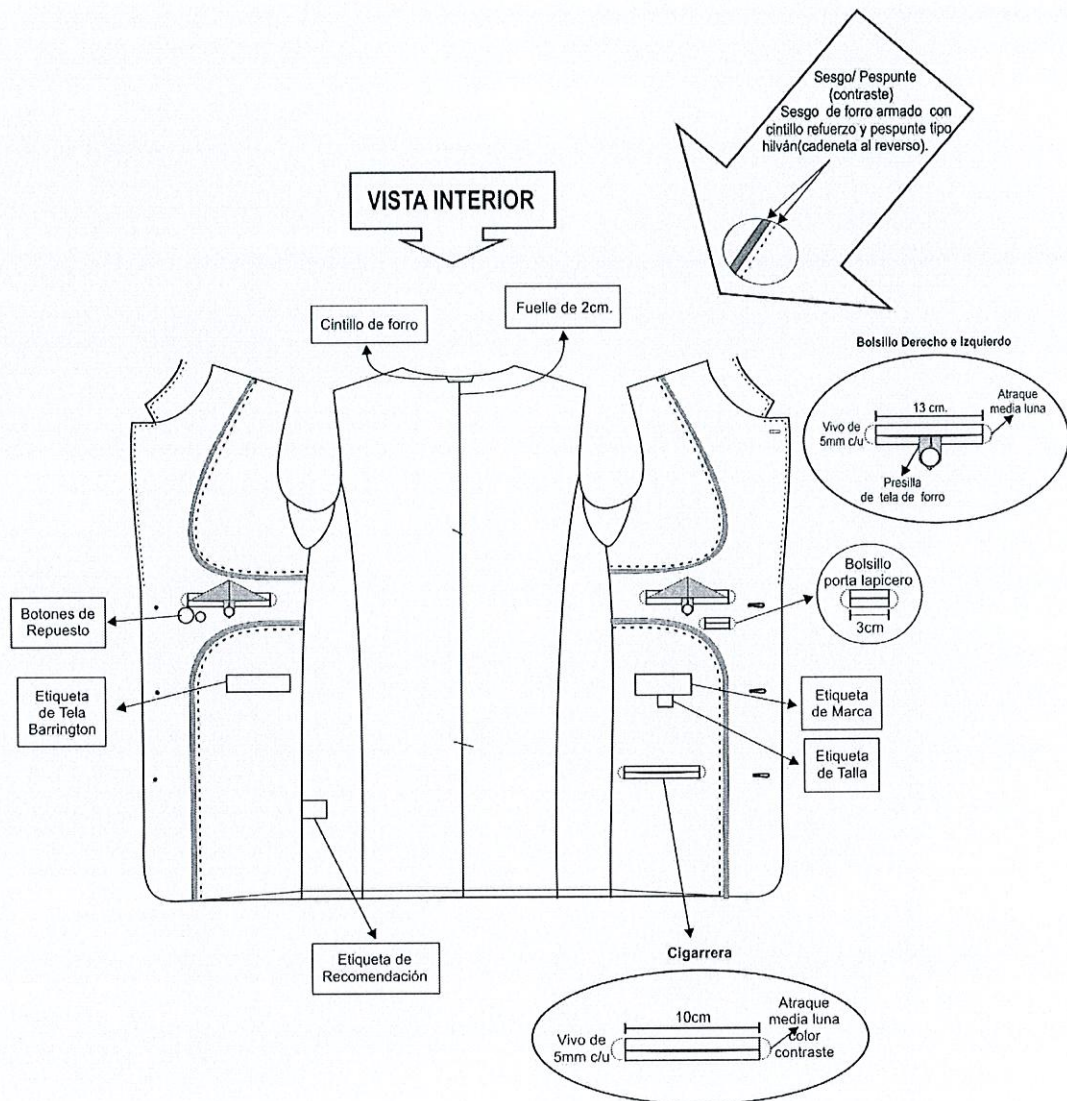 Sesgo/ Pespunte
(contraste)
Sesgo de forro armado con
cintillo refuerzo y pespunte tipo
hilván(cadeneta al reverso).
VISTA INTERIOR
Cintillo de forro
Fuelle de 2cm.
Bolsillo Derecho e Izquierdo
13 cm.
Atraque
media luna
Vivo de
5mm c/u
Presilla
de tela de forro
Bolsillo
porta lapicero
3cm
Botones de
Repuesto
Etiqueta
de Tela
Barrington
Etiqueta
de Marca
Etiqueta
de Talla
Etiqueta de
Recomendación
Cigarrera
10cm
Vivo de
5mm c/u
Atraque
media luna
color
contraste